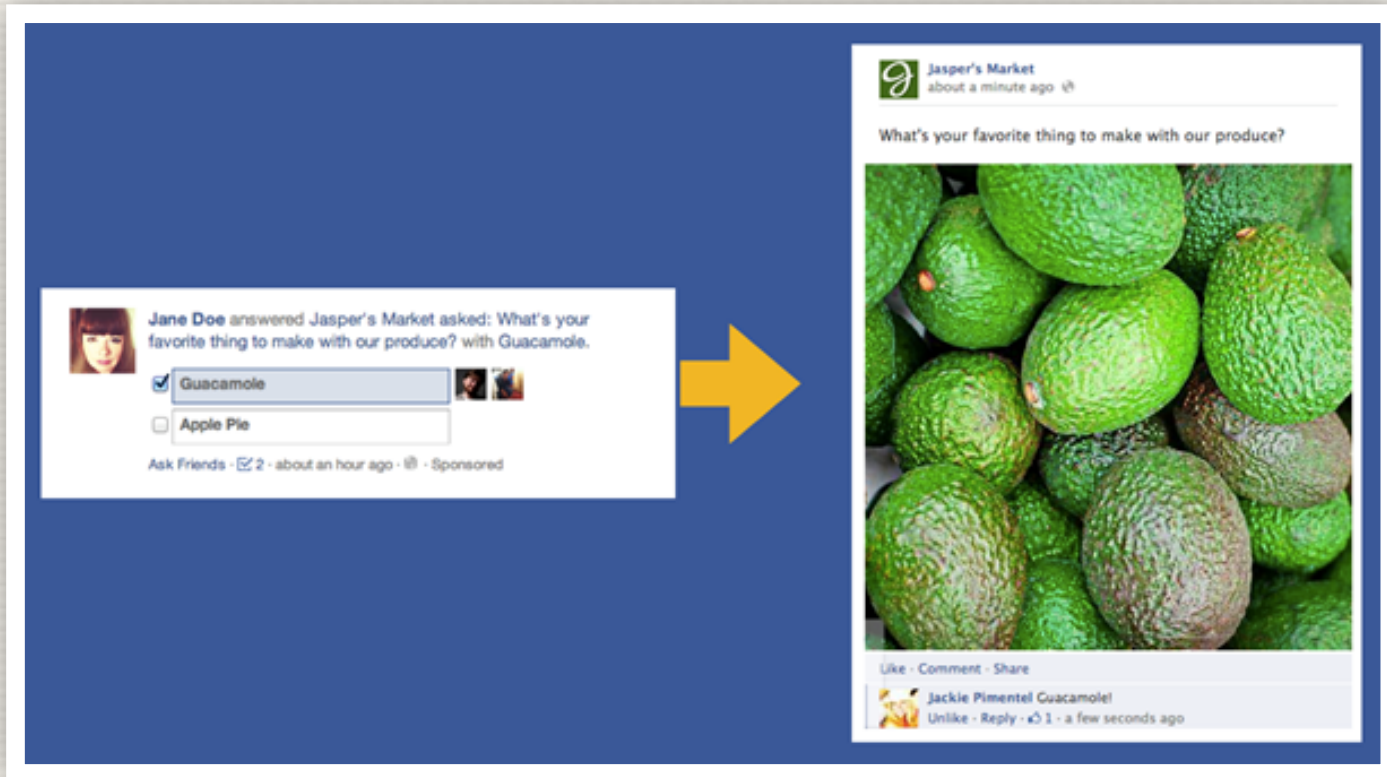 Jane Doe answered Jasper's Market asked: What's your
favorite thing to make with our produce? with Guacamole.
Guacamole
Apple Pie
Ask Friends · 2 · about an hour ago · · Sponsored
Jasper's Market
about a minute ago
What's your favorite thing to make with our produce?
Like · Comment · Share
Jackie Pimentel Guacamole!
Unlike · Reply · 1 · a few seconds ago